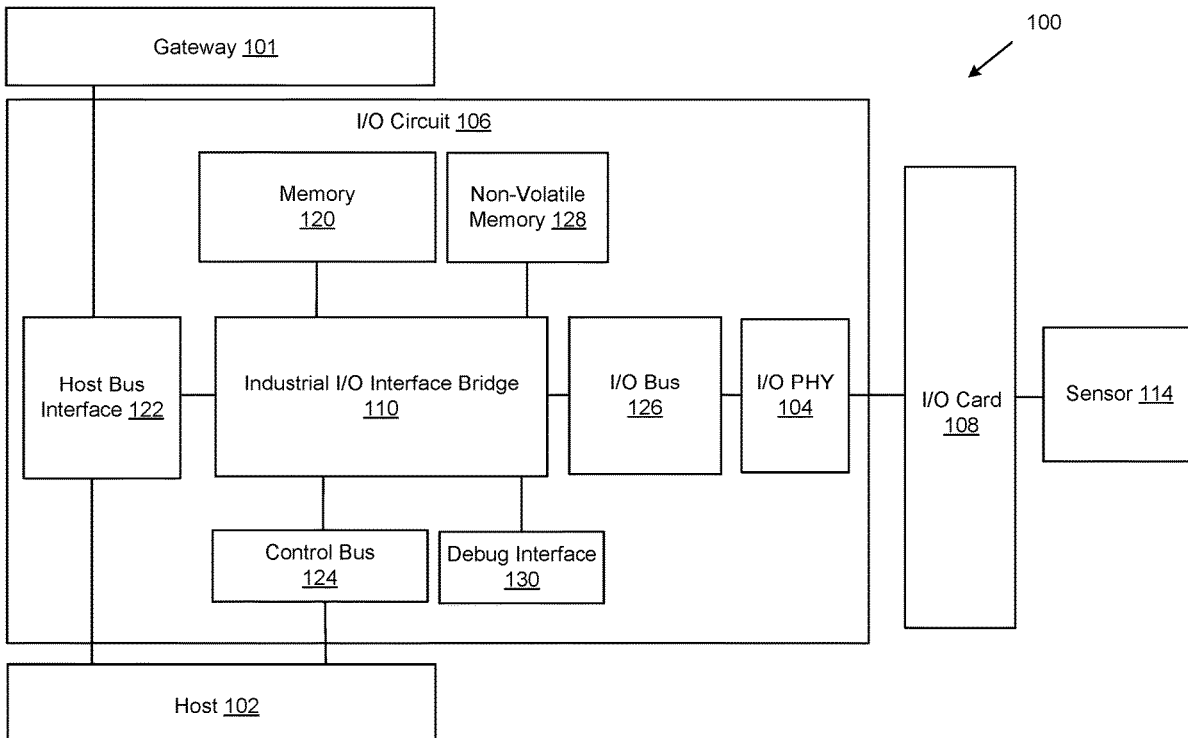 Gateway 101
100
I/O Circuit 106
Memory
120
Non-Volatile
Memory 128
Host Bus
Interface 122
Industrial I/O Interface Bridge
110
I/O Bus
126
I/O PHY
104
I/O Card
108
Sensor 114
Control Bus
124
Debug Interface
130
Host 102